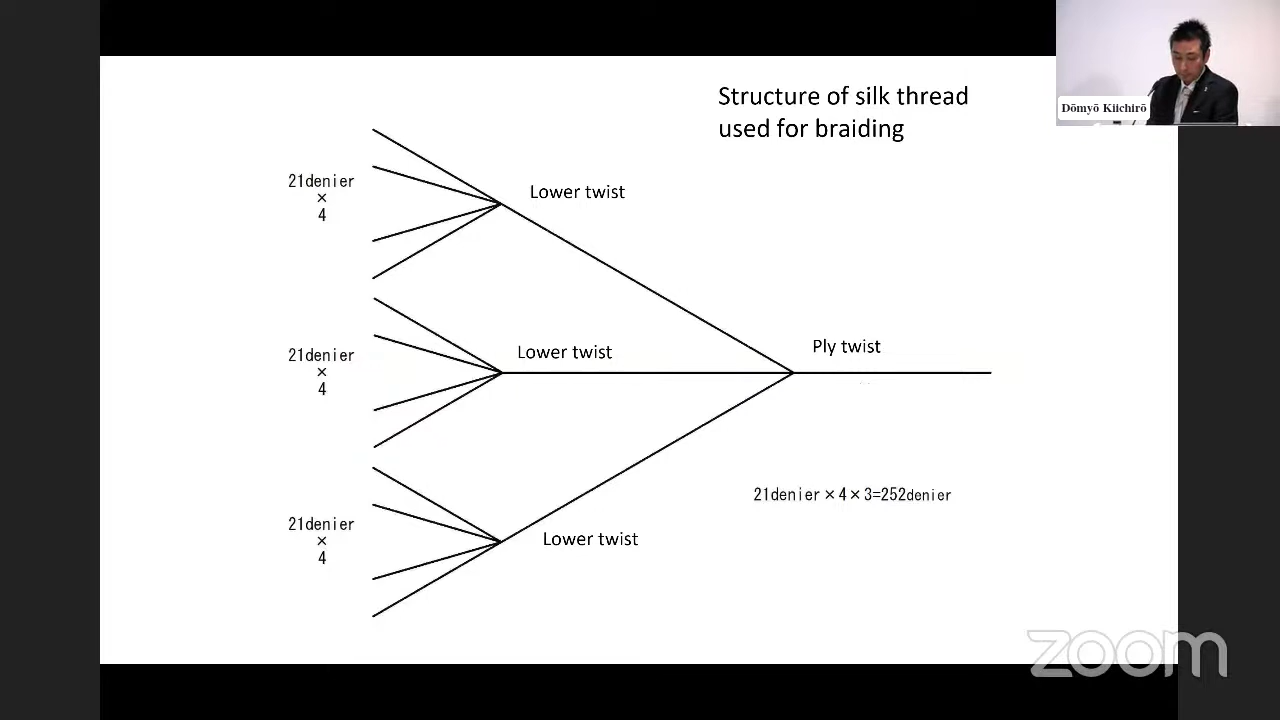 Structure of silk thread
used for braiding
Dōmyō Kiichirō
21denier
×
4
Lower twist
21denier
×
4
Lower twist
Ply twist
21denier
×
4
Lower twist
21denier×4×3=252denier
zoom